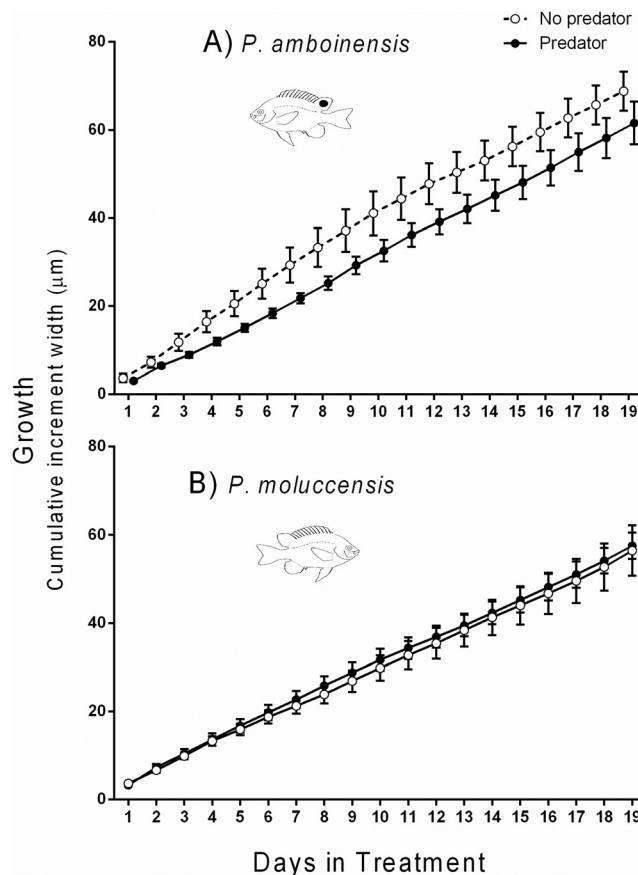 No predator
Predator
A) P. amboinensis
80
60
40
20
0
1 2 3 4 5 6 7 8 9 10 11 12 13 14 15 16 17 18 19
Growth
Cumulative increment width (μm)
B) P. moluccensis
80
60
40
20
0
1 2 3 4 5 6 7 8 9 10 11 12 13 14 15 16 17 18 19
Days in Treatment